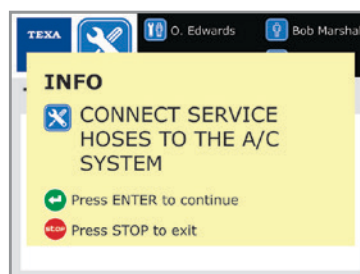 TEXA
O. Edwards
Bob Marshal
INFO
CONNECT SERVICE
HOSES TO THE A/C
SYSTEM
Press ENTER to continue
stop Press STOP to exit